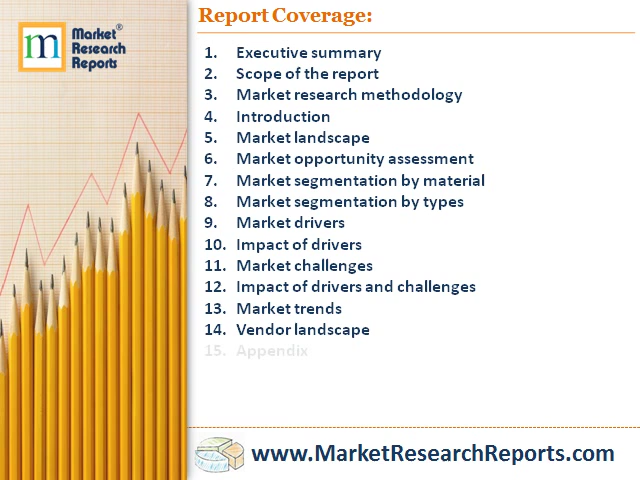 m
Market®
Research
Reports
Report Coverage:
1. Executive summary
2. Scope of the report
3. Market research methodology
4. Introduction
5. Market landscape
6. Market opportunity assessment
7. Market segmentation by material
8. Market segmentation by types
9. Market drivers
10. Impact of drivers
11. Market challenges
12. Impact of drivers and challenges
13. Market trends
14. Vendor landscape
15. Appendix
www.MarketResearchReports.com